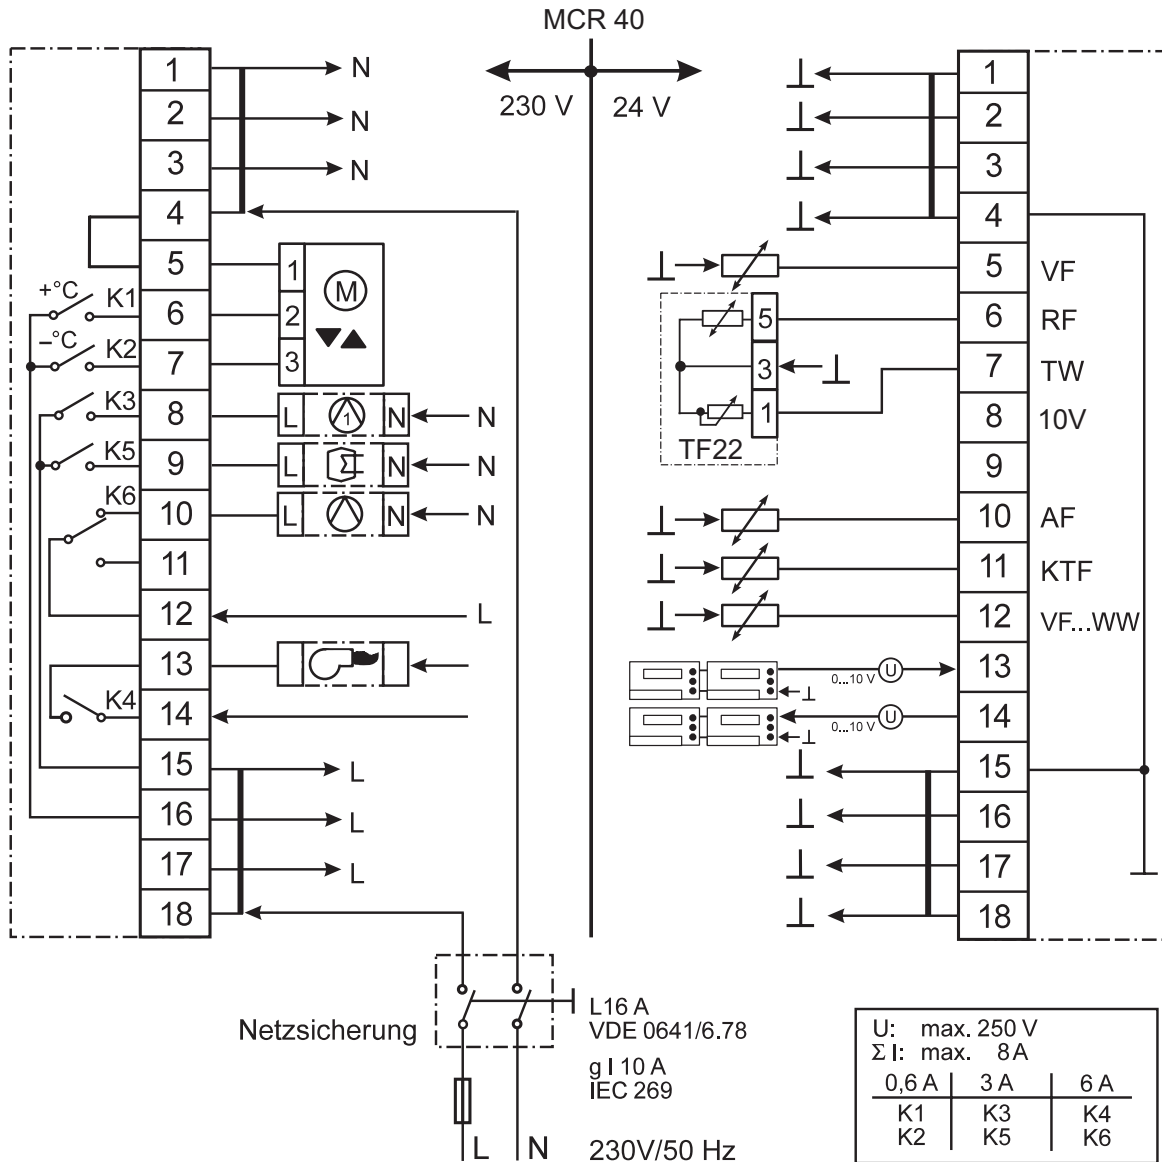 MCR 40
230 V 24 V
1 N
2 N
3 N
4
5 1
+°C K1 6 2 M
–°C K2 7 3
K3 8 L 1 N N
K5 9 L N N
K6 10 L N N
11
12 L
13
K4 14
15 L
16 L
17 L
18
1
2
3
4
5 VF
5 6 RF
3 7 TW
1 8 10V
TF22 9
10 AF
11 KTF
12 VF...WW
0...10 V U 13
0...10 V U 14
15
16
17
18
Netzsicherung
L16 A
VDE 0641/6.78
g I 10 A
IEC 269
L N 230V/50 Hz
U: max. 250 V
Σ I: max. 8A
0,6 A 3 A 6 A
K1 K3 K4
K2 K5 K6